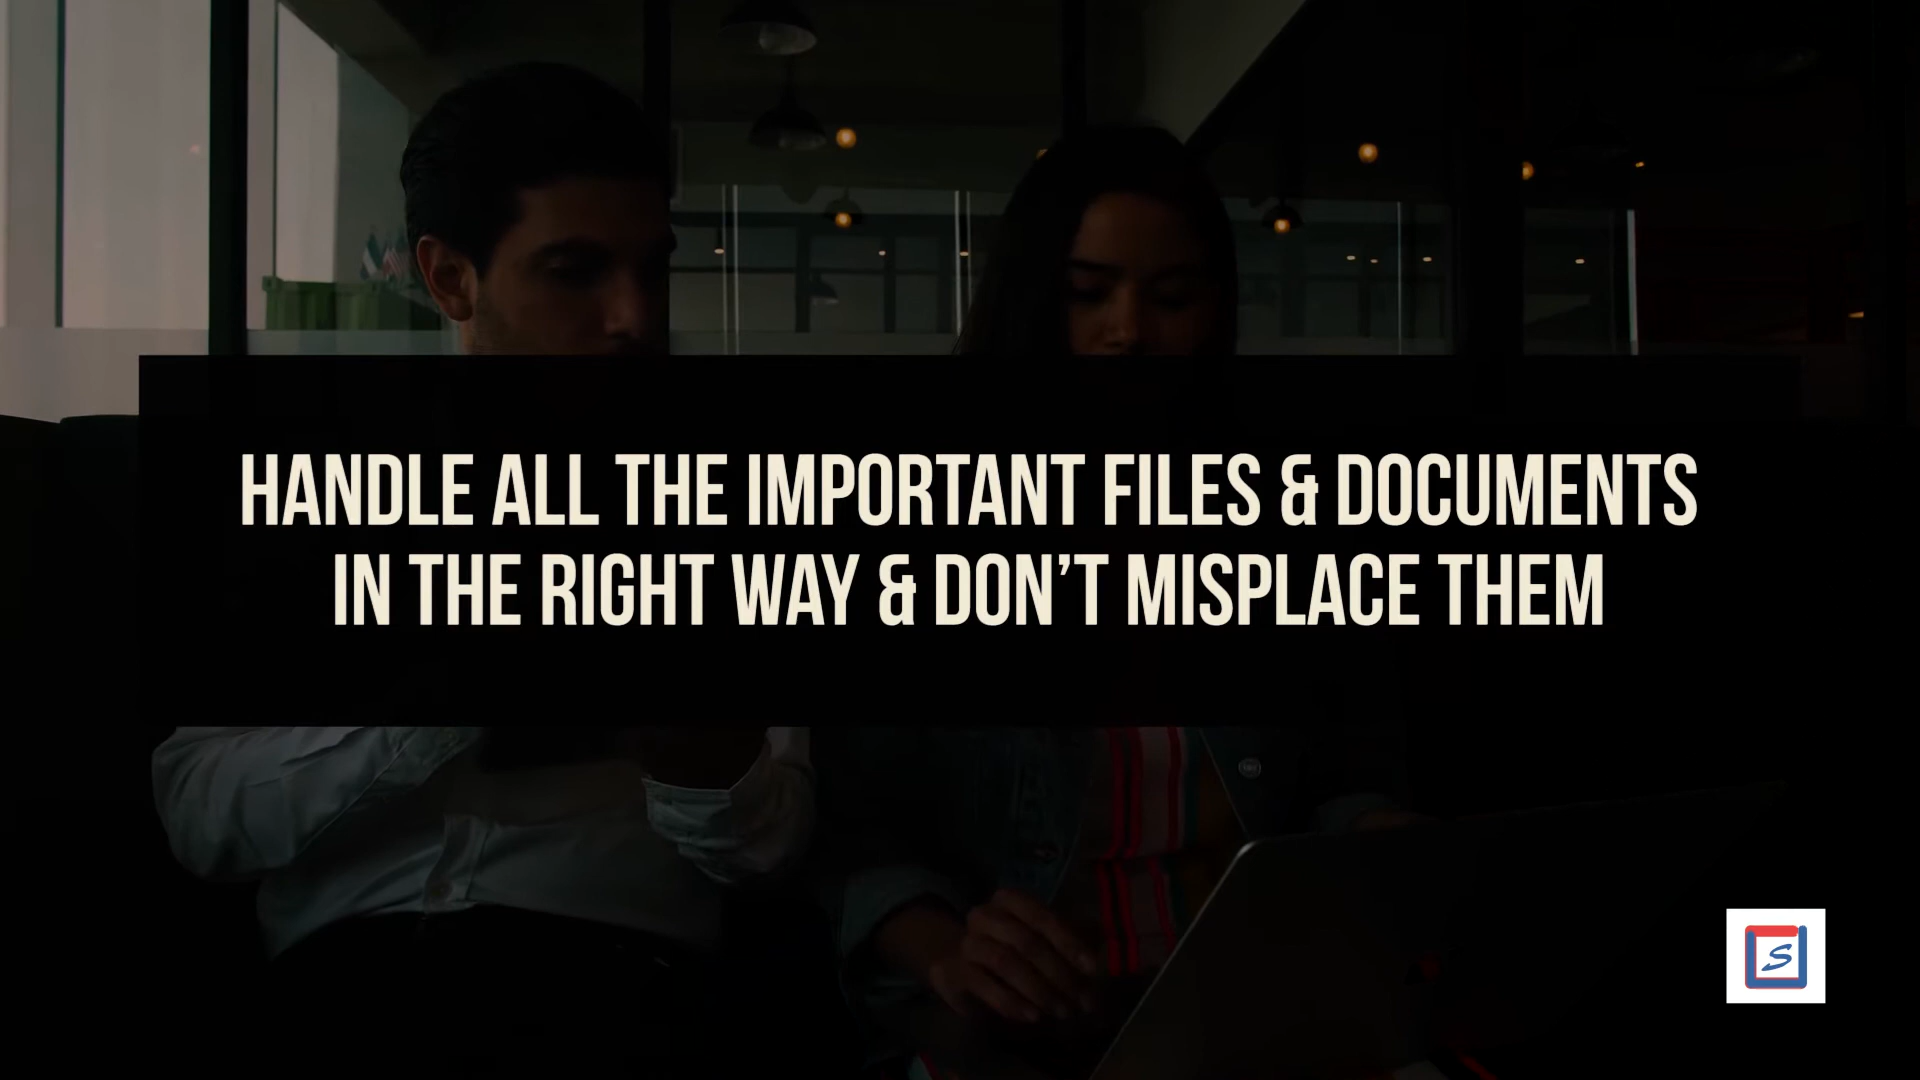 HANDLE ALL THE IMPORTANT FILES & DOCUMENTS
IN THE RIGHT WAY & DON'T MISPLACE THEM
S